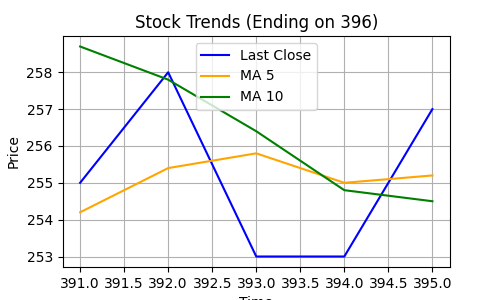 Stock Trends (Ending on 396)
Last Close
MA 5
MA 10
Price
258
257
256
255
254
253
391.0 391.5 392.0 392.5 393.0 393.5 394.0 394.5 395.0
Time